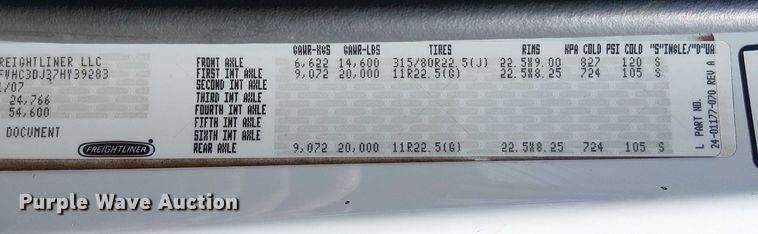 GAWR-KGS GAWR-LBS TIRES RIMS KPA COLD PSI COLD "S"INGLE/"D"UA
REIGHTLINER LLC FRONT AXLE 6,622 14,600 315/80R22.5(J) 22.5X9.00 827 120 S
FVHC3DJ37HY39283 FIRST INT AXLE 9,072 20,000 11R22.5(G) 22.5X8.25 724 105 S
/07 SECOND INT AXLE
24,766 THIRD INT AXLE
54,600 FOURTH INT AXLE
FIFTH INT AXLE
DOCUMENT SIXTH INT AXLE
FREIGHTLINER REAR AXLE 9,072 20,000 11R22.5(G) 22.5X8.25 724 105 S
L PART NO.
24-01177-070 REV A
Purple Wave Auction